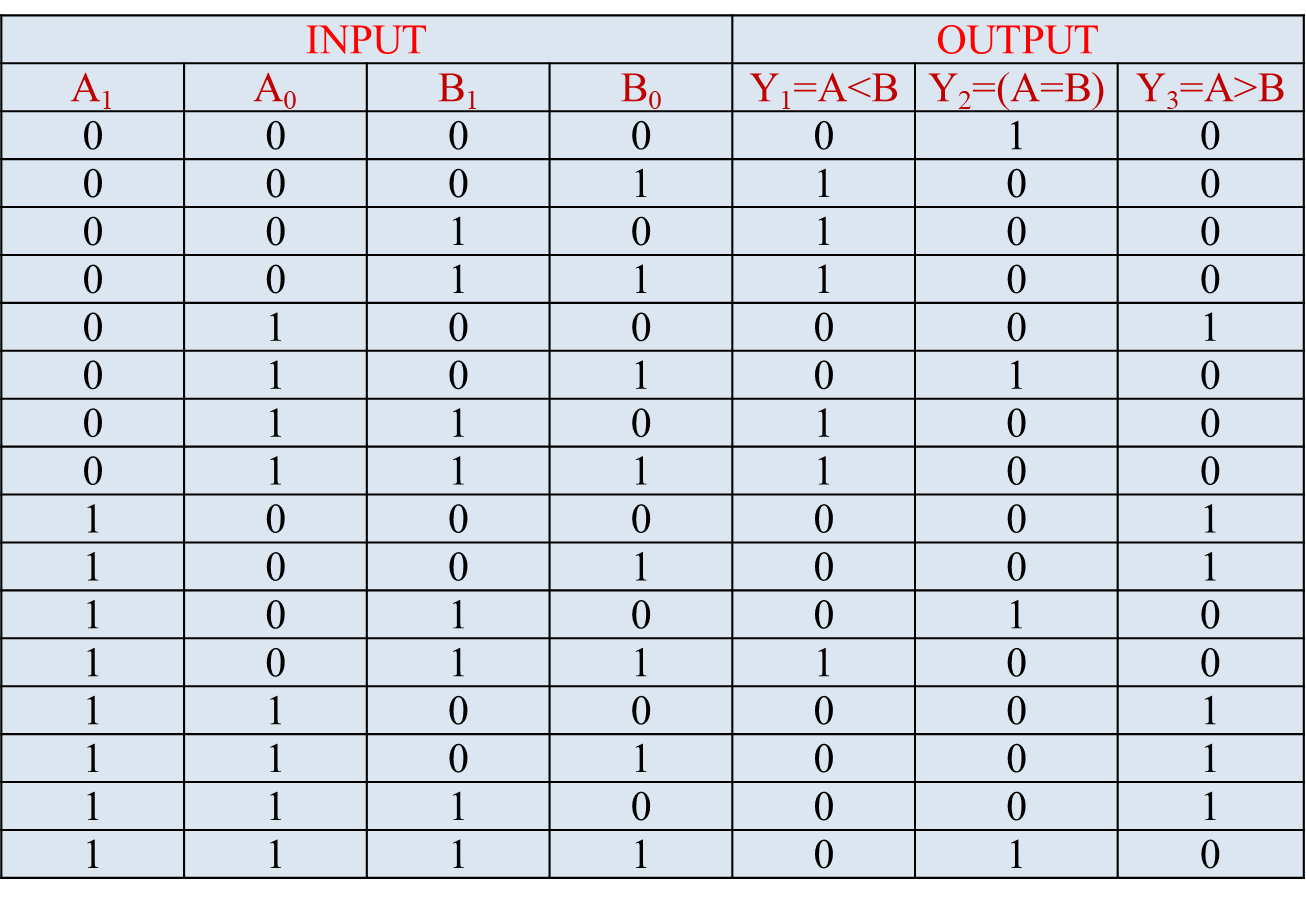 INPUT OUTPUT
A₁ A₀ B₁ B₀ Y₁=A<B Y₂=(A=B) Y₃=A>B
0 0 0 0 0 1 0
0 0 0 1 1 0 0
0 0 1 0 1 0 0
0 0 1 1 1 0 0
0 1 0 0 0 0 1
0 1 0 1 0 1 0
0 1 1 0 1 0 0
0 1 1 1 1 0 0
1 0 0 0 0 0 1
1 0 0 1 0 0 1
1 0 1 0 0 1 0
1 0 1 1 1 0 0
1 1 0 0 0 0 1
1 1 0 1 0 0 1
1 1 1 0 0 0 1
1 1 1 1 0 1 0